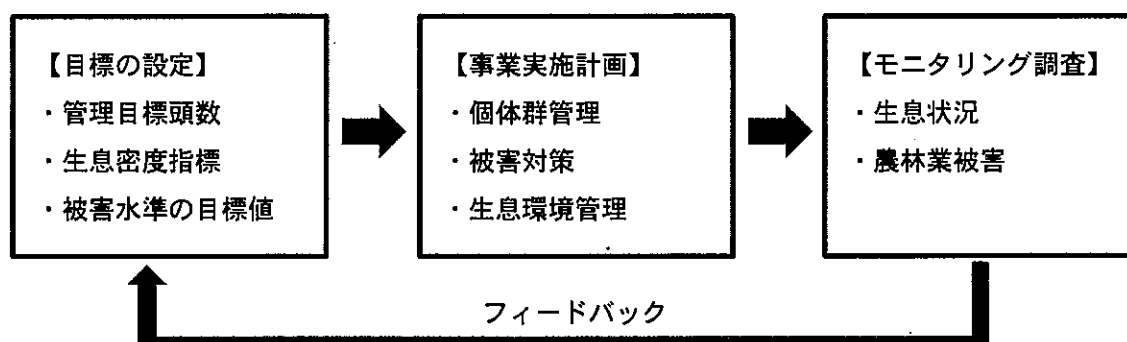 【目標の設定】
・管理目標頭数
・生息密度指標
・被害水準の目標値
【事業実施計画】
・個体群管理
・被害対策
・生息環境管理
【モニタリング調査】
・生息状況
・農林業被害
フィードバック